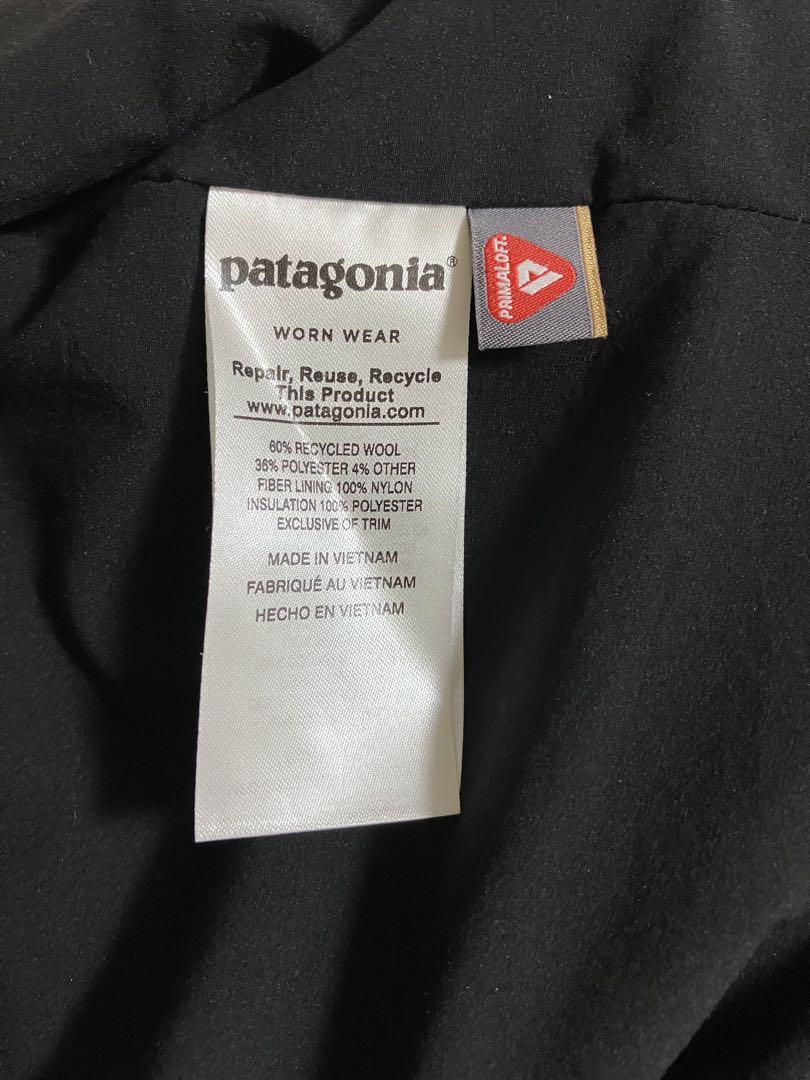 patagonia®
WORN WEAR
Repair, Reuse, Recycle
This Product
www.patagonia.com
60% RECYCLED WOOL
36% POLYESTER 4% OTHER
FIBER LINING 100% NYLON
INSULATION 100% POLYESTER
EXCLUSIVE OF TRIM
MADE IN VIETNAM
FABRIQUÉ AU VIETNAM
HECHO EN VIETNAM
PRIMALOFT